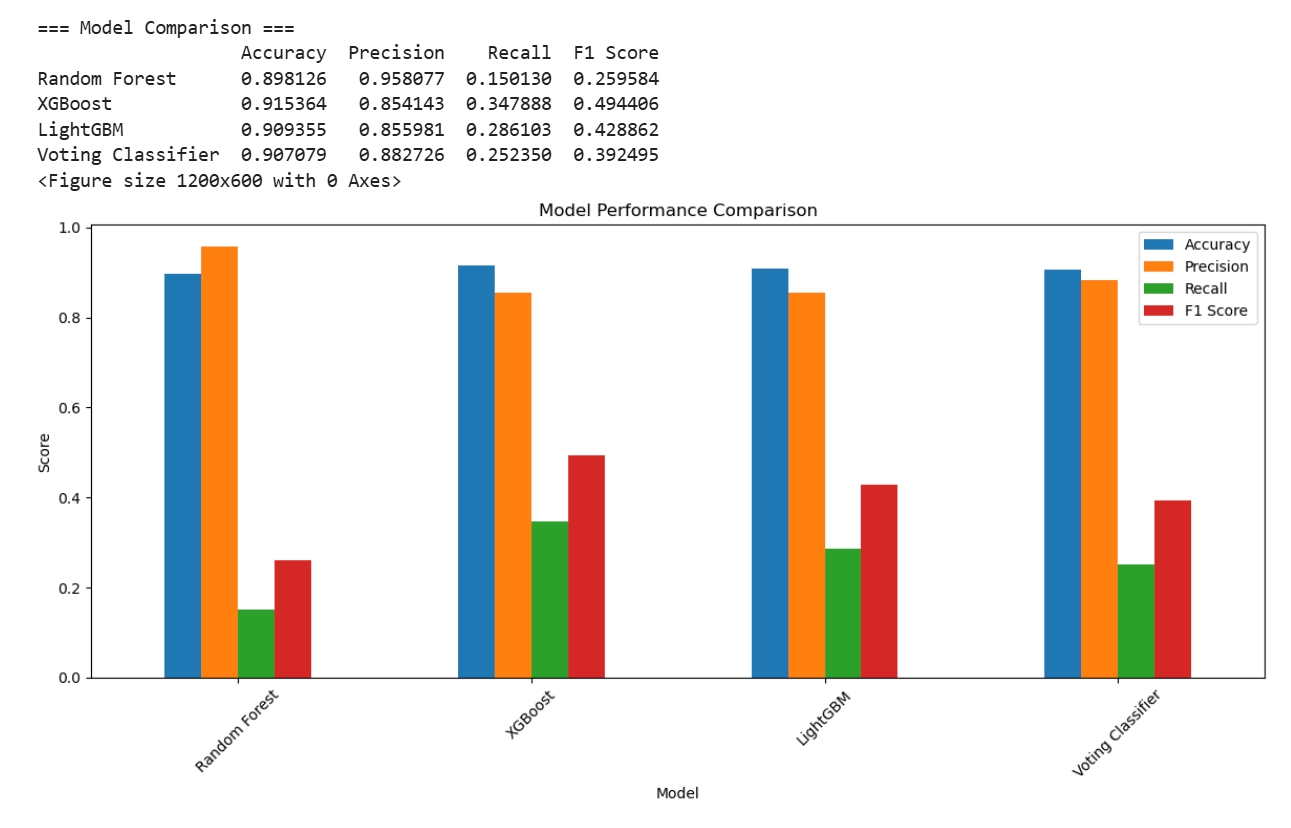 === Model Comparison ===
Accuracy Precision Recall F1 Score
Random Forest 0.898126 0.958077 0.150130 0.259584
XGBoost 0.915364 0.854143 0.347888 0.494406
LightGBM 0.909355 0.855981 0.286103 0.428862
Voting Classifier 0.907079 0.882726 0.252350 0.392495
<Figure size 1200x600 with 0 Axes>
Model Performance Comparison
1.0
0.8
0.6
0.4
0.2
0.0
Score
Accuracy
Precision
Recall
F1 Score
Random Forest
XGBoost
LightGBM
Voting Classifier
Model